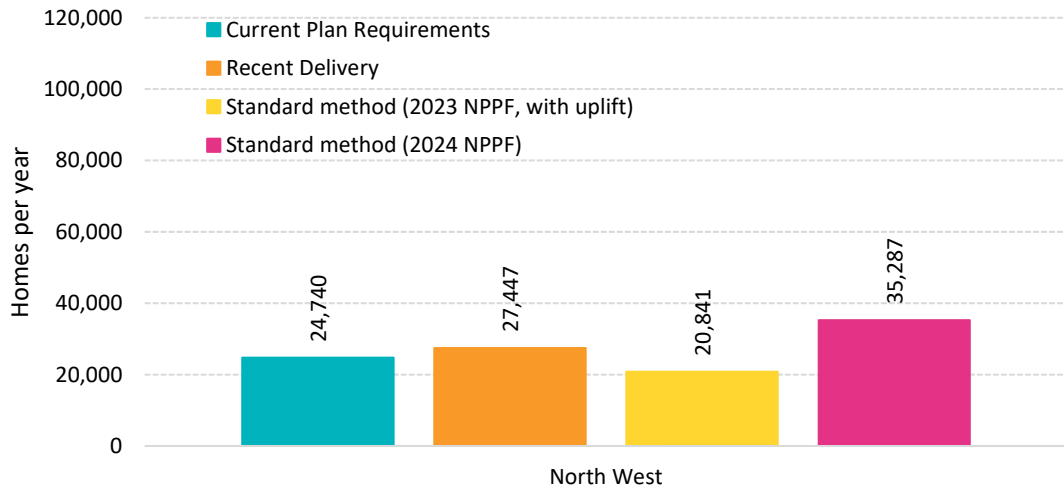 120,000
100,000
80,000
60,000
40,000
20,000
0
Homes per year
Current Plan Requirements
Recent Delivery
Standard method (2023 NPPF, with uplift)
Standard method (2024 NPPF)
24,740
27,447
20,841
35,287
North West